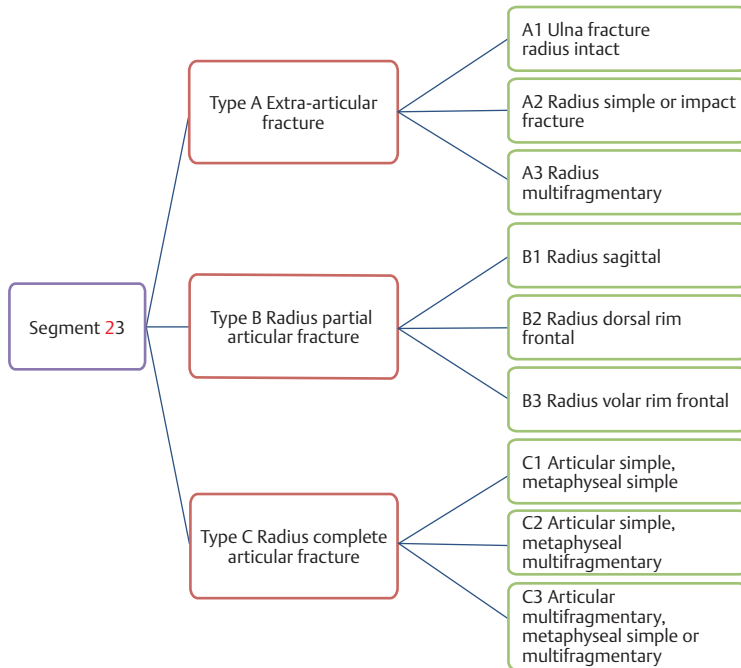 A1 Ulna fracture
radius intact
Type A Extra-articular
fracture
A2 Radius simple or impact
fracture
A3 Radius
multifragmentary
Segment 23
Type B Radius partial
articular fracture
B1 Radius sagittal
B2 Radius dorsal rim
frontal
B3 Radius volar rim frontal
Type C Radius complete
articular fracture
C1 Articular simple,
metaphyseal simple
C2 Articular simple,
metaphyseal
multifragmentary
C3 Articular
multifragmentary,
metaphyseal simple or
multifragmentary